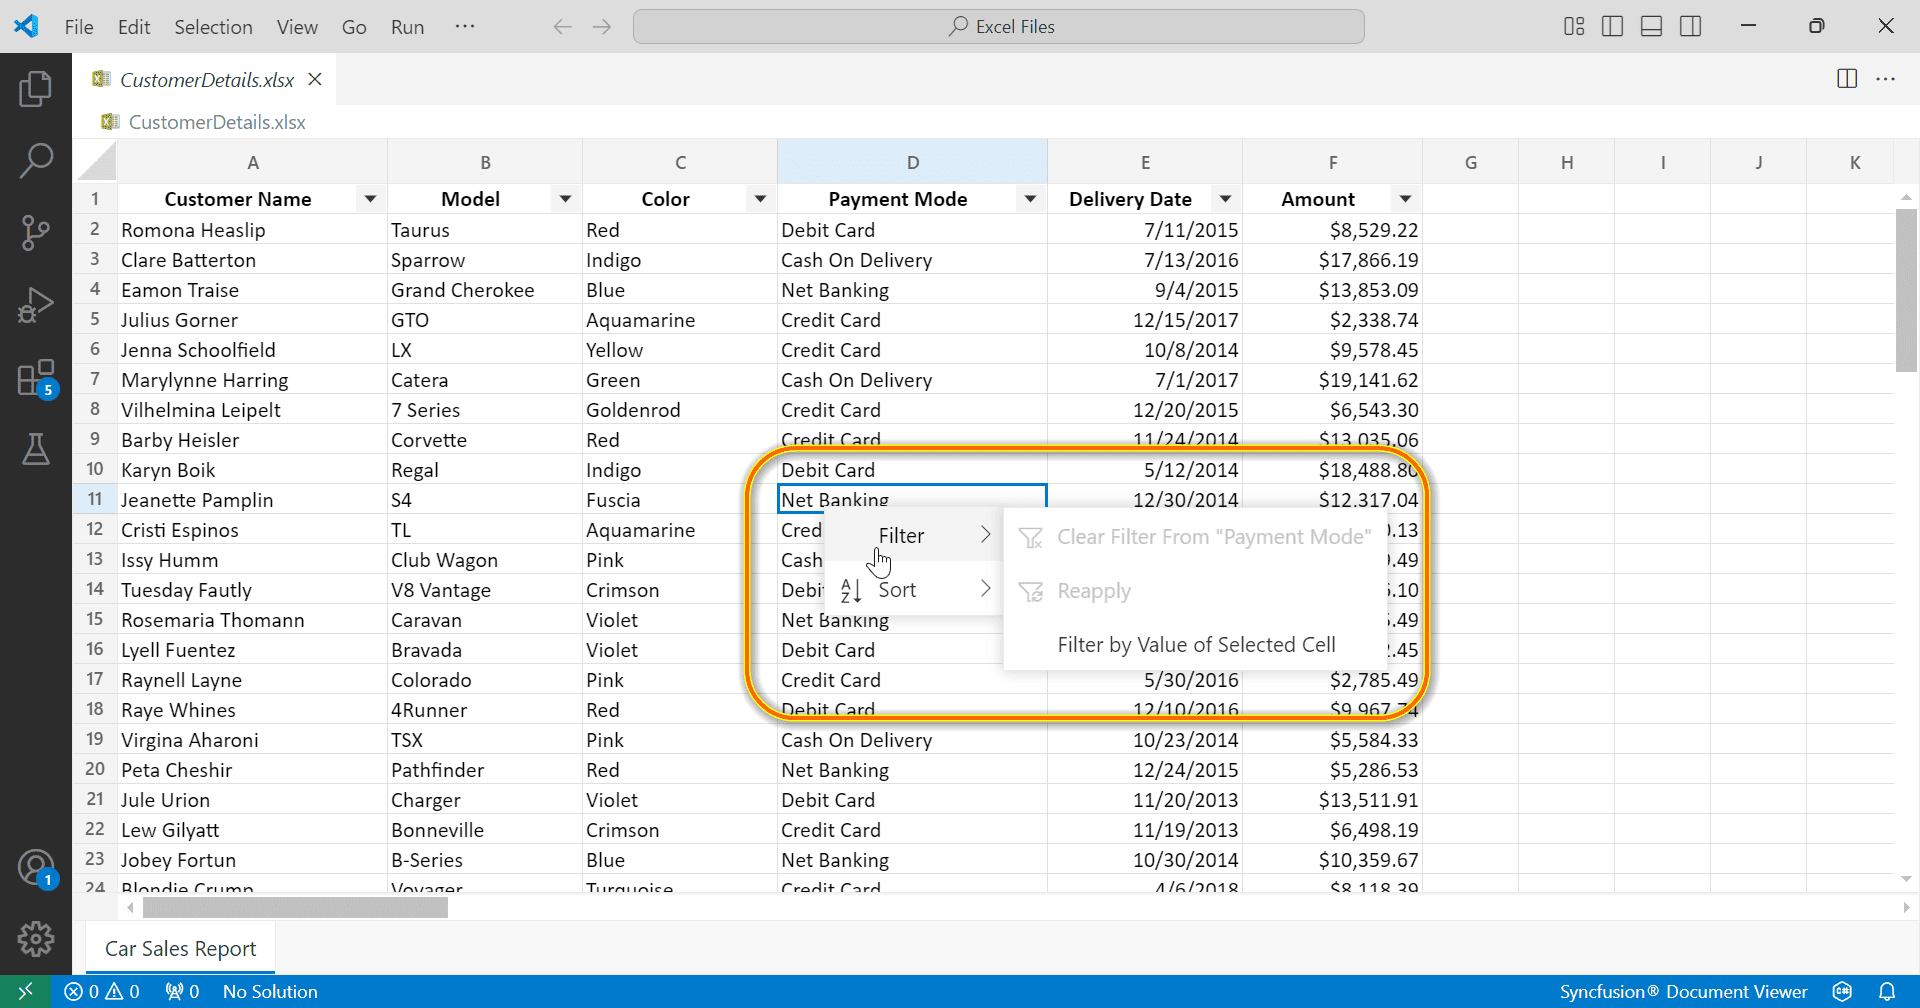 File Edit Selection View Go Run ··· Excel Files
CustomerDetails.xlsx
CustomerDetails.xlsx
A B C D E F G H I J K
1 Customer Name Model Color Payment Mode Delivery Date Amount
2 Romona Heaslip Taurus Red Debit Card 7/11/2015 $8,529.22
3 Clare Batterton Sparrow Indigo Cash On Delivery 7/13/2016 $17,866.19
4 Eamon Traise Grand Cherokee Blue Net Banking 9/4/2015 $13,853.09
5 Julius Gorner GTO Aquamarine Credit Card 12/15/2017 $2,338.74
6 Jenna Schoolfield LX Yellow Credit Card 10/8/2014 $9,578.45
7 Marylynne Harring Catera Green Cash On Delivery 7/1/2017 $19,141.62
8 Vilhelmina Leipelt 7 Series Goldenrod Credit Card 12/20/2015 $6,543.30
9 Barby Heisler Corvette Red Credit Card 11/24/2014 $13,035.06
10 Karyn Boik Regal Indigo Debit Card 5/12/2014 $18,488.80
11 Jeanette Pamplin S4 Fuscia Net Banking 12/30/2014 $12,317.04
12 Cristi Espinos TL Aquamarine Cred Filter Clear Filter From "Payment Mode" .13
13 Issy Humm Club Wagon Pink Cash .49
14 Tuesday Fautly V8 Vantage Crimson Debi Sort Reapply .10
15 Rosemaria Thomann Caravan Violet Net Banking .49
16 Lyell Fuentez Bravada Violet Debit Card Filter by Value of Selected Cell .45
17 Raynell Layne Colorado Pink Credit Card 5/30/2016 $2,785.49
18 Raye Whines 4Runner Red Debit Card 12/10/2016 $9,967.74
19 Virgina Aharoni TSX Pink Cash On Delivery 10/23/2014 $5,584.33
20 Peta Cheshir Pathfinder Red Net Banking 12/24/2015 $5,286.53
21 Jule Urion Charger Violet Debit Card 11/20/2013 $13,511.91
22 Lew Gilyatt Bonneville Crimson Credit Card 11/19/2013 $6,498.19
23 Jobey Fortun B-Series Blue Net Banking 10/30/2014 $10,359.67
24 Blondie Crump Voyager Turquoise Credit Card 4/6/2018 $8,118.39
5
1
Car Sales Report
0 0 0 No Solution Syncfusion® Document Viewer